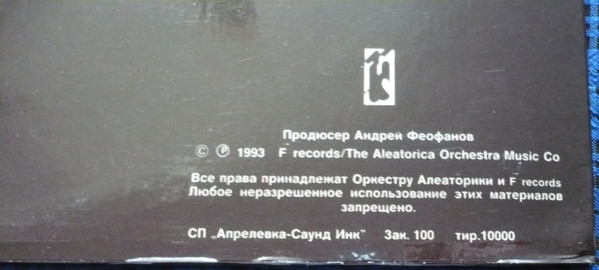 Продюсер Андрей Феофанов
© ℗ 1993 F records/The Aleatorica Orchestra Music Co
Все права принадлежат Оркестру Алеаторики и F records
Любое неразрешенное использование этих материалов
запрещено.
СП „Апрелевка-Саунд Инк" Зак. 100 тир.10000